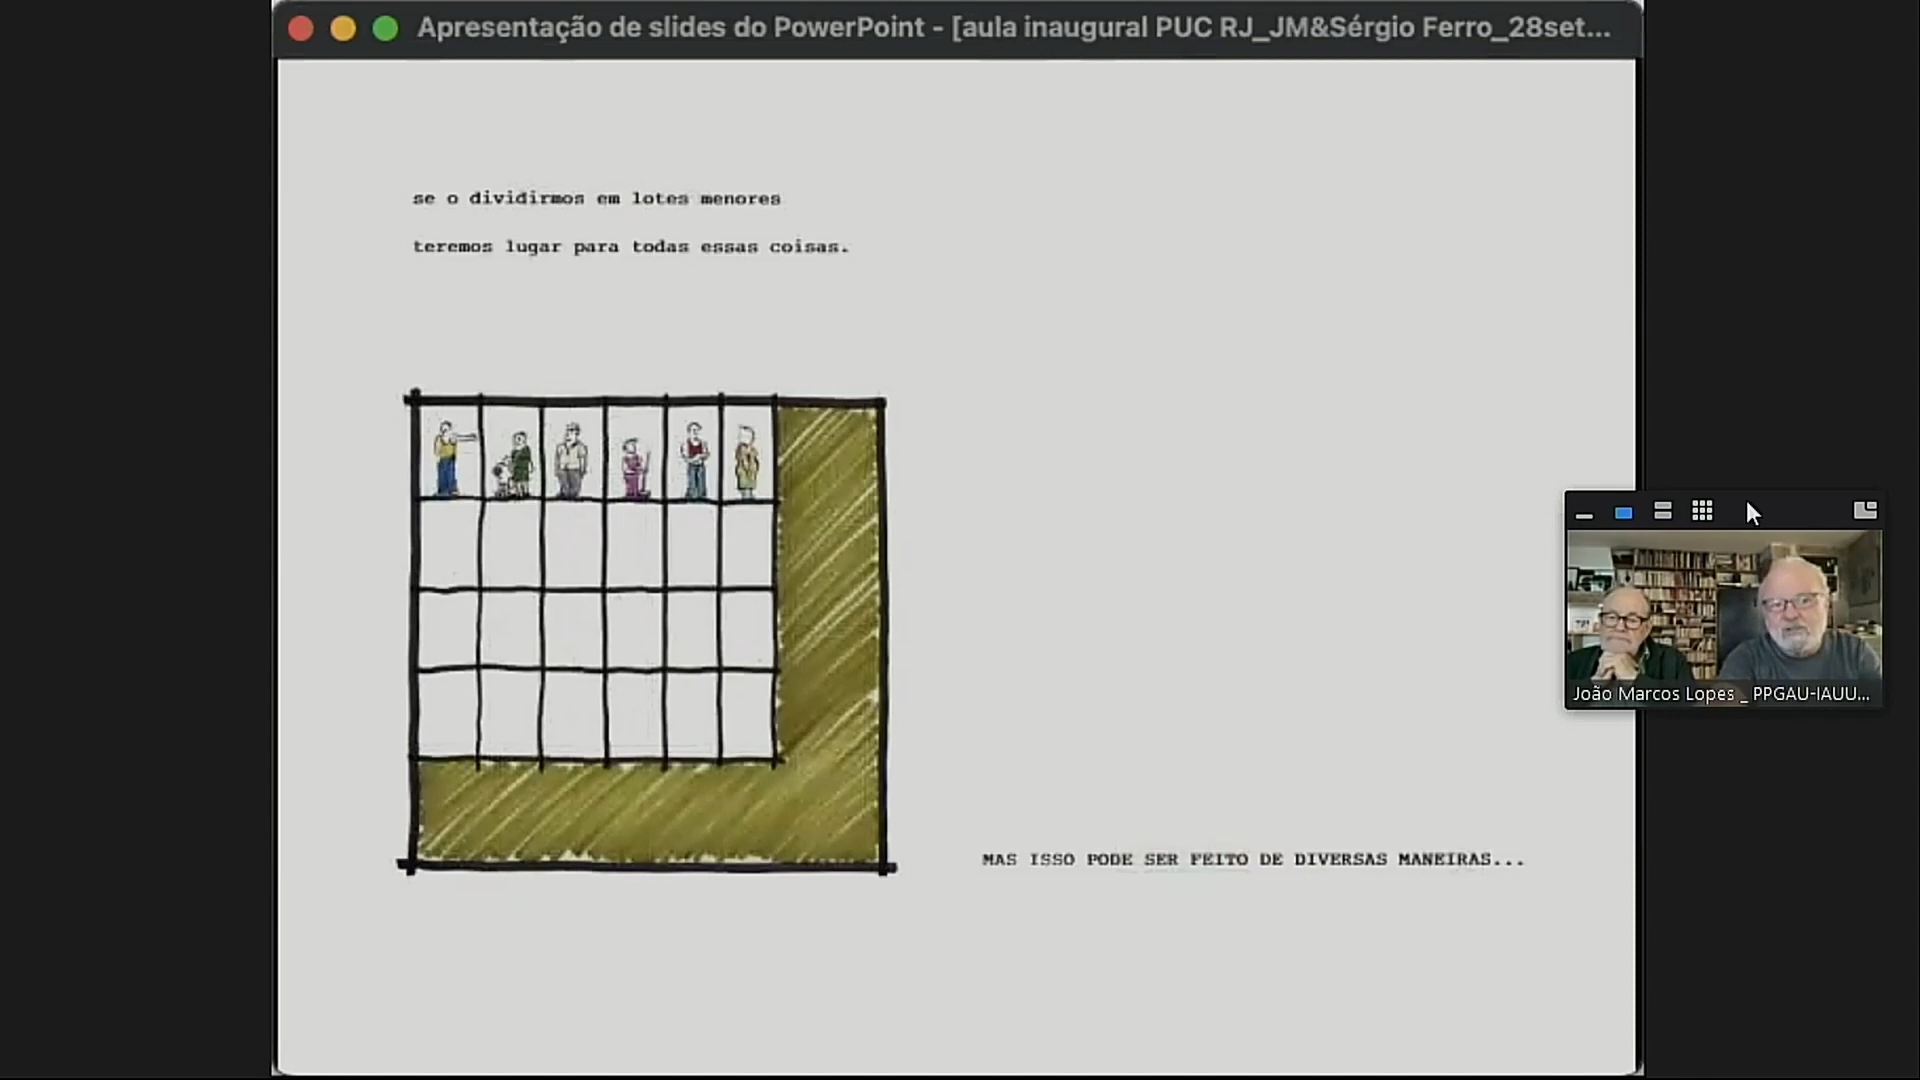 Apresentação de slides do PowerPoint - [aula inaugural PUC RJ_JM&Sérgio Ferro_28set...
se o dividirmos em lotes menores
teremos lugar para todas essas coisas.
MAS ISSO PODE SER FEITO DE DIVERSAS MANEIRAS...
João Marcos Lopes _ PPGAU-IAUU...